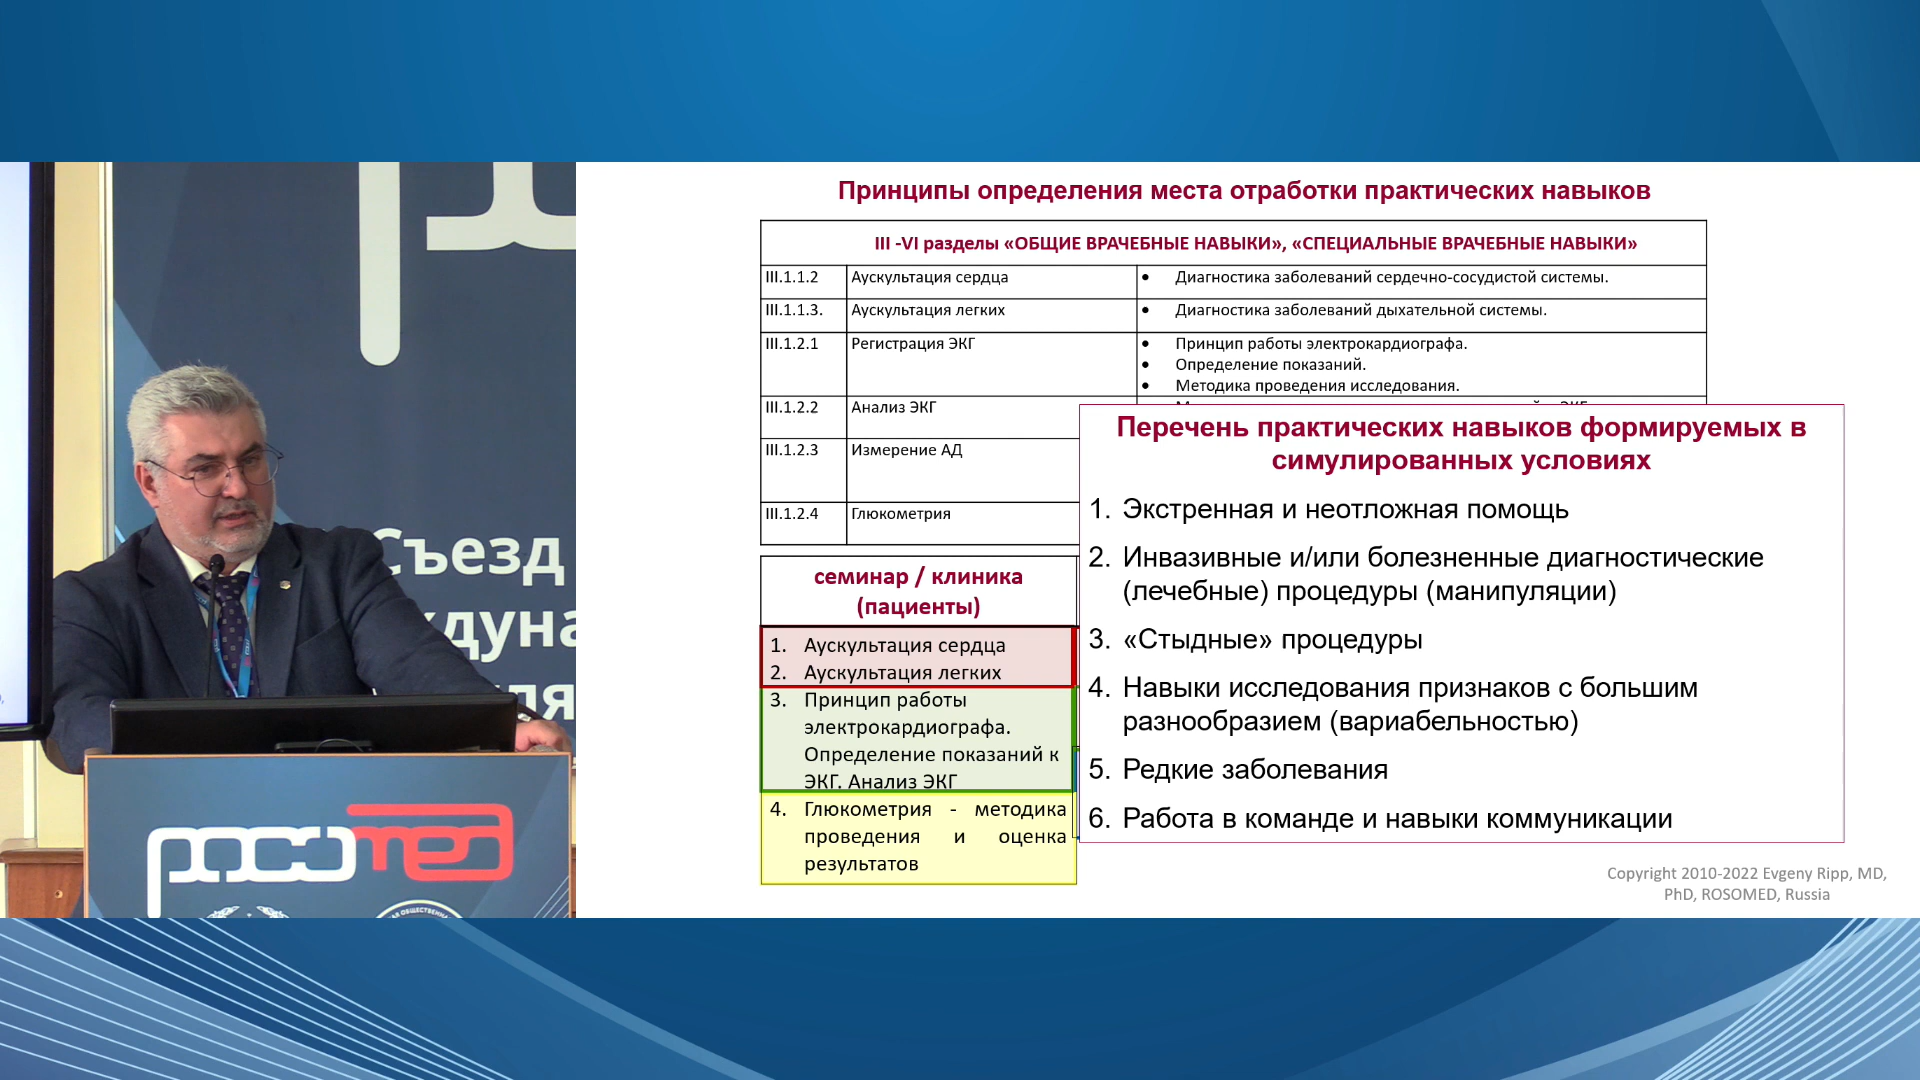 Съезд
ждуна
ля
росомед
Принципы определения места отработки практических навыков
III -VI разделы «ОБЩИЕ ВРАЧЕБНЫЕ НАВЫКИ», «СПЕЦИАЛЬНЫЕ ВРАЧЕБНЫЕ НАВЫКИ»
III.1.1.2 Аускультация сердца • Диагностика заболеваний сердечно-сосудистой системы.
III.1.1.3. Аускультация легких • Диагностика заболеваний дыхательной системы.
III.1.2.1 Регистрация ЭКГ • Принцип работы электрокардиографа.
• Определение показаний.
• Методика проведения исследования.
III.1.2.2 Анализ ЭКГ
III.1.2.3 Измерение АД
III.1.2.4 Глюкометрия
семинар / клиника
(пациенты)
1. Аускультация сердца
2. Аускультация легких
3. Принцип работы
электрокардиографа.
Определение показаний к
ЭКГ. Анализ ЭКГ
4. Глюкометрия - методика
проведения и оценка
результатов
Перечень практических навыков формируемых в
симулированных условиях
1. Экстренная и неотложная помощь
2. Инвазивные и/или болезненные диагностические
(лечебные) процедуры (манипуляции)
3. «Стыдные» процедуры
4. Навыки исследования признаков с большим
разнообразием (вариабельностью)
5. Редкие заболевания
6. Работа в команде и навыки коммуникации
Copyright 2010-2022 Evgeny Ripp, MD,
PhD, ROSOMED, Russia